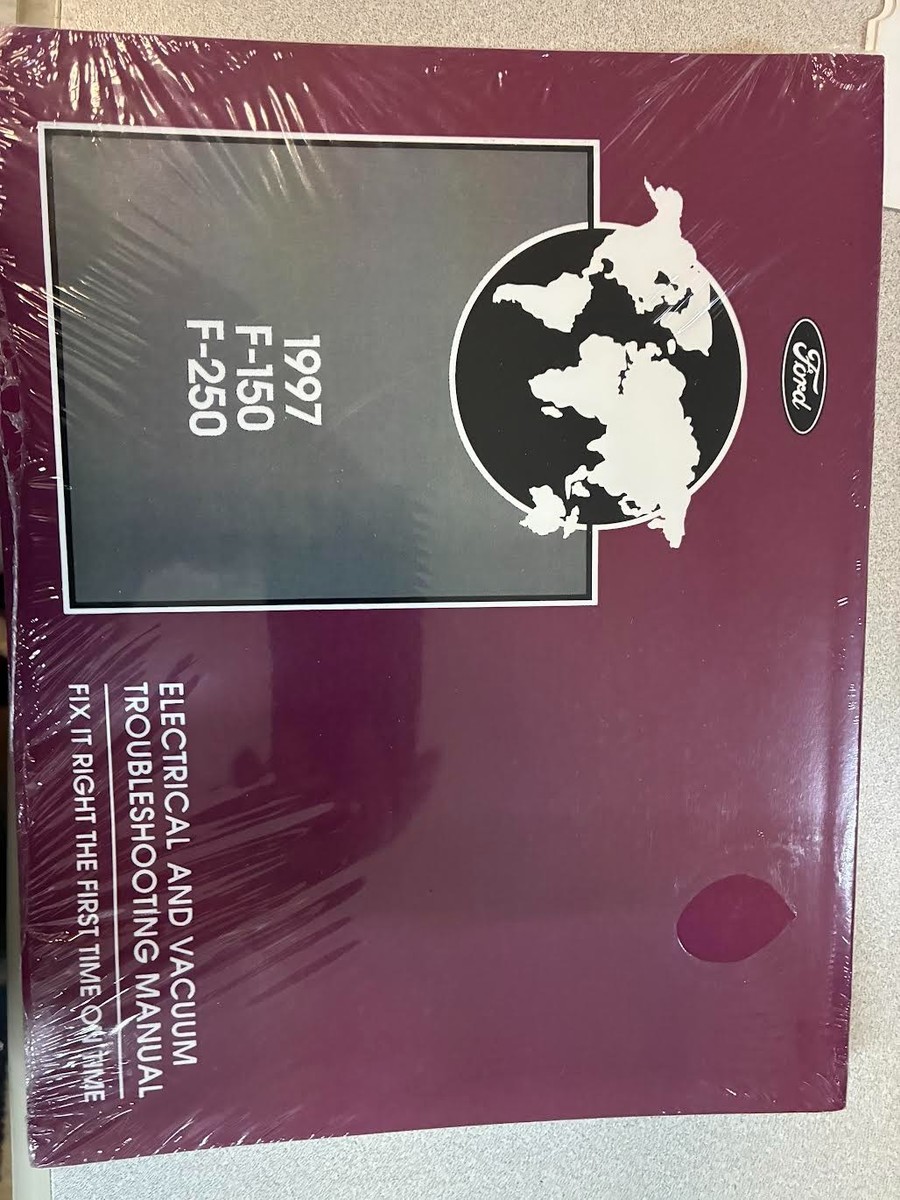 Ford
1997
F-150
F-250
ELECTRICAL AND VACUUM
TROUBLESHOOTING MANUAL
FIX IT RIGHT THE FIRST TIME ON TIME